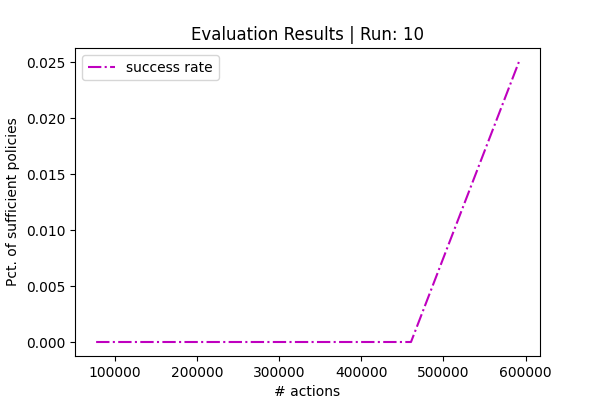 Evaluation Results | Run: 10
success rate
Pct. of sufficient policies
0.025
0.020
0.015
0.010
0.005
0.000
100000 200000 300000 400000 500000 600000
# actions